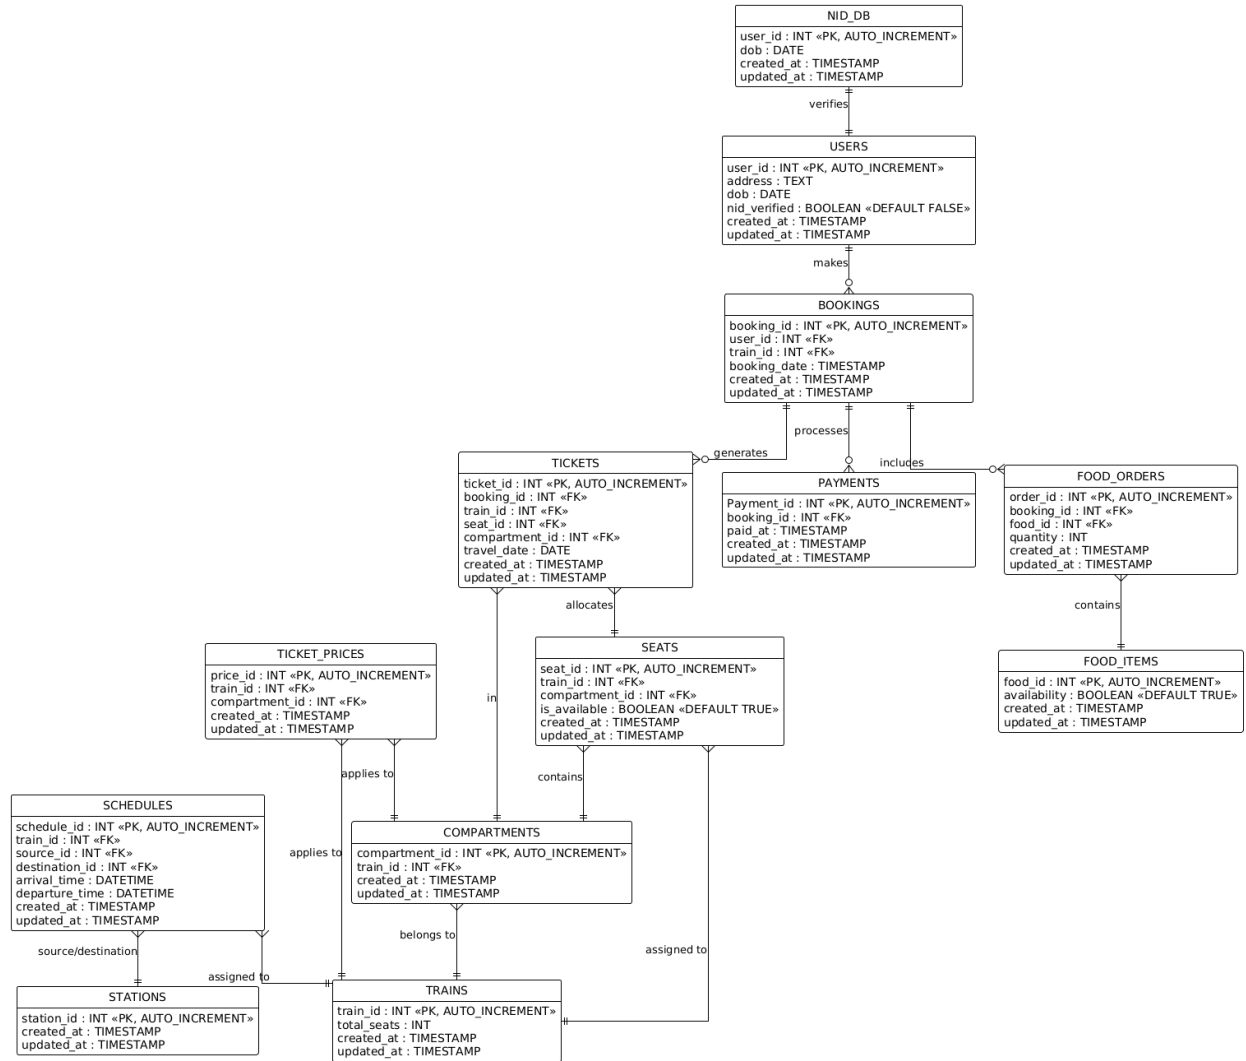 NID_DB
user_id : INT «PK, AUTO_INCREMENT»
dob : DATE
created_at : TIMESTAMP
updated_at : TIMESTAMP
verifies
USERS
user_id : INT «PK, AUTO_INCREMENT»
address : TEXT
dob : DATE
nid_verified : BOOLEAN «DEFAULT FALSE»
created_at : TIMESTAMP
updated_at : TIMESTAMP
makes
BOOKINGS
booking_id : INT «PK, AUTO_INCREMENT»
user_id : INT «FK»
train_id : INT «FK»
booking_date : TIMESTAMP
created_at : TIMESTAMP
updated_at : TIMESTAMP
generates
processes
includes
TICKETS
ticket_id : INT «PK, AUTO_INCREMENT»
booking_id : INT «FK»
train_id : INT «FK»
seat_id : INT «FK»
compartment_id : INT «FK»
travel_date : DATE
created_at : TIMESTAMP
updated_at : TIMESTAMP
PAYMENTS
Payment_id : INT «PK, AUTO_INCREMENT»
booking_id : INT «FK»
paid_at : TIMESTAMP
created_at : TIMESTAMP
updated_at : TIMESTAMP
FOOD_ORDERS
order_id : INT «PK, AUTO_INCREMENT»
booking_id : INT «FK»
food_id : INT «FK»
quantity : INT
created_at : TIMESTAMP
updated_at : TIMESTAMP
allocates
contains
TICKET_PRICES
price_id : INT «PK, AUTO_INCREMENT»
train_id : INT «FK»
compartment_id : INT «FK»
created_at : TIMESTAMP
updated_at : TIMESTAMP
in
SEATS
seat_id : INT «PK, AUTO_INCREMENT»
train_id : INT «FK»
compartment_id : INT «FK»
is_available : BOOLEAN «DEFAULT TRUE»
created_at : TIMESTAMP
updated_at : TIMESTAMP
FOOD_ITEMS
food_id : INT «PK, AUTO_INCREMENT»
availability : BOOLEAN «DEFAULT TRUE»
created_at : TIMESTAMP
updated_at : TIMESTAMP
applies to
contains
SCHEDULES
schedule_id : INT «PK, AUTO_INCREMENT»
train_id : INT «FK»
source_id : INT «FK»
destination_id : INT «FK»
arrival_time : DATETIME
departure_time : DATETIME
created_at : TIMESTAMP
updated_at : TIMESTAMP
applies to
COMPARTMENTS
compartment_id : INT «PK, AUTO_INCREMENT»
train_id : INT «FK»
created_at : TIMESTAMP
updated_at : TIMESTAMP
source/destination
assigned to
belongs to
assigned to
STATIONS
station_id : INT «PK, AUTO_INCREMENT»
created_at : TIMESTAMP
updated_at : TIMESTAMP
TRAINS
train_id : INT «PK, AUTO_INCREMENT»
total_seats : INT
created_at : TIMESTAMP
updated_at : TIMESTAMP